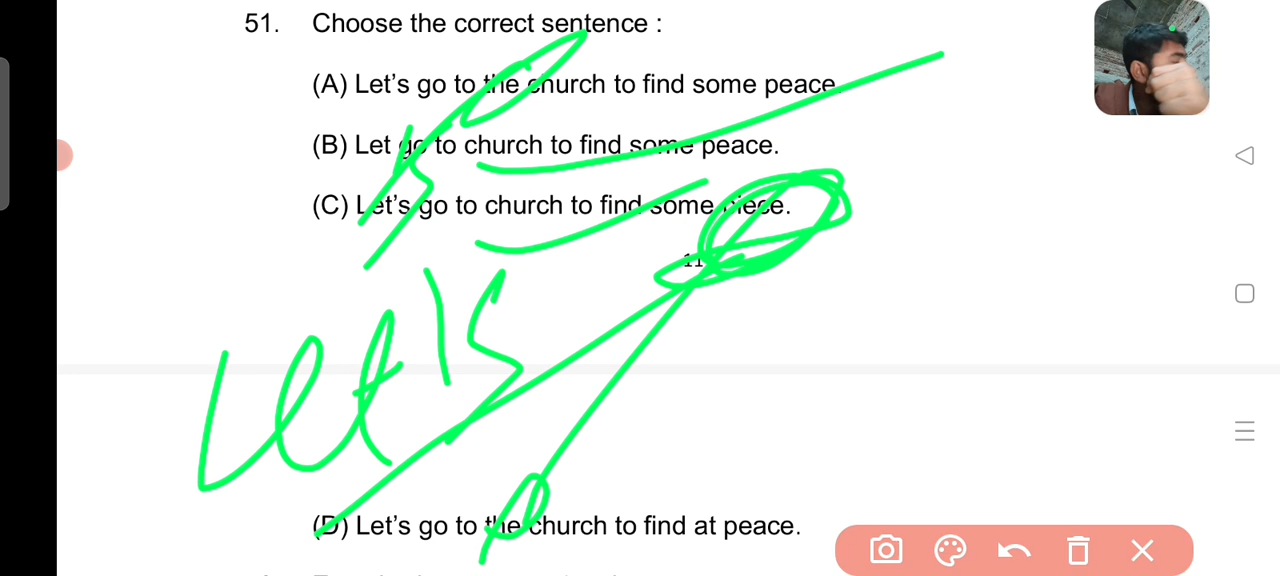 51. Choose the correct sentence :
(A) Let's go to the church to find some peace.
(B) Let go to church to find some peace.
(C) Let's go to church to find some piece.
11
Let's
(D) Let's go to the church to find at peace.